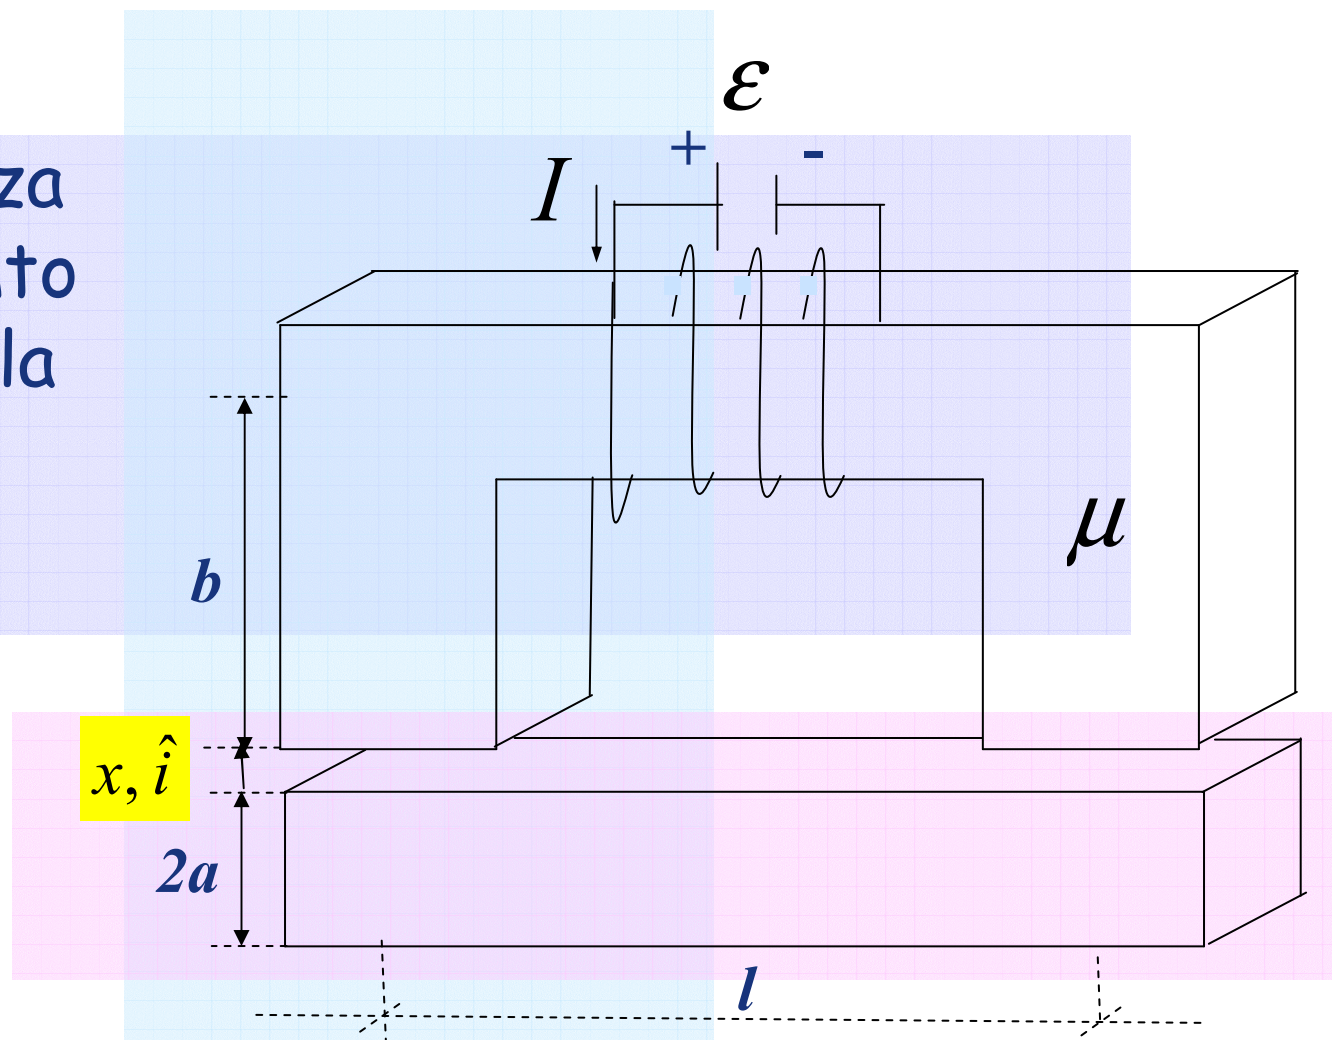 ε
+ -
I
za
to
la
μ
b
x, î
2a
l